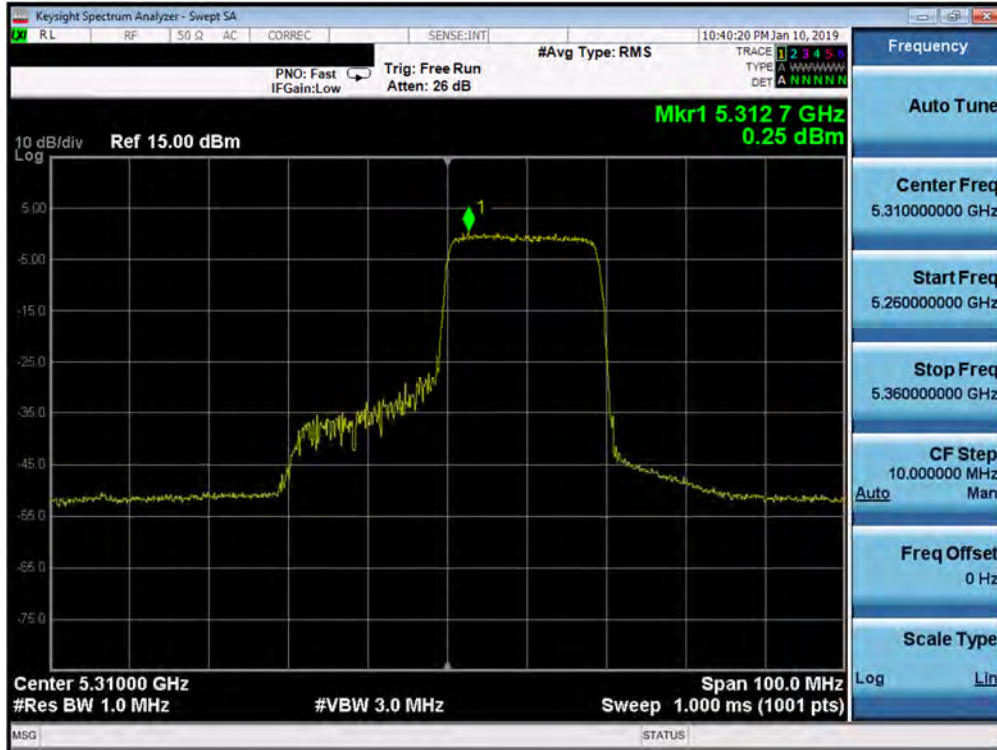 Keysight Spectrum Analyzer - Swept SA
LXI RL RF 50 Ω AC CORREC SENSE:INT 10:40:20 PM Jan 10, 2019
#Avg Type: RMS TRACE 1 2 3 4 5 6
PNO: Fast Trig: Free Run TYPE A WWWWW
IFGain:Low Atten: 26 dB DET A N N N N N
Mkr1 5.312 7 GHz
0.25 dBm
10 dB/div Ref 15.00 dBm
Log
1
5.00
-5.00
-15.0
-25.0
-35.0
-45.0
-55.0
-65.0
-75.0
Center 5.31000 GHz Span 100.0 MHz
#Res BW 1.0 MHz #VBW 3.0 MHz Sweep 1.000 ms (1001 pts)
MSG STATUS
Frequency
Auto Tune
Center Freq
5.310000000 GHz
Start Freq
5.260000000 GHz
Stop Freq
5.360000000 GHz
CF Step
10.000000 MHz
Auto Man
Freq Offset
0 Hz
Scale Type
Log Lin